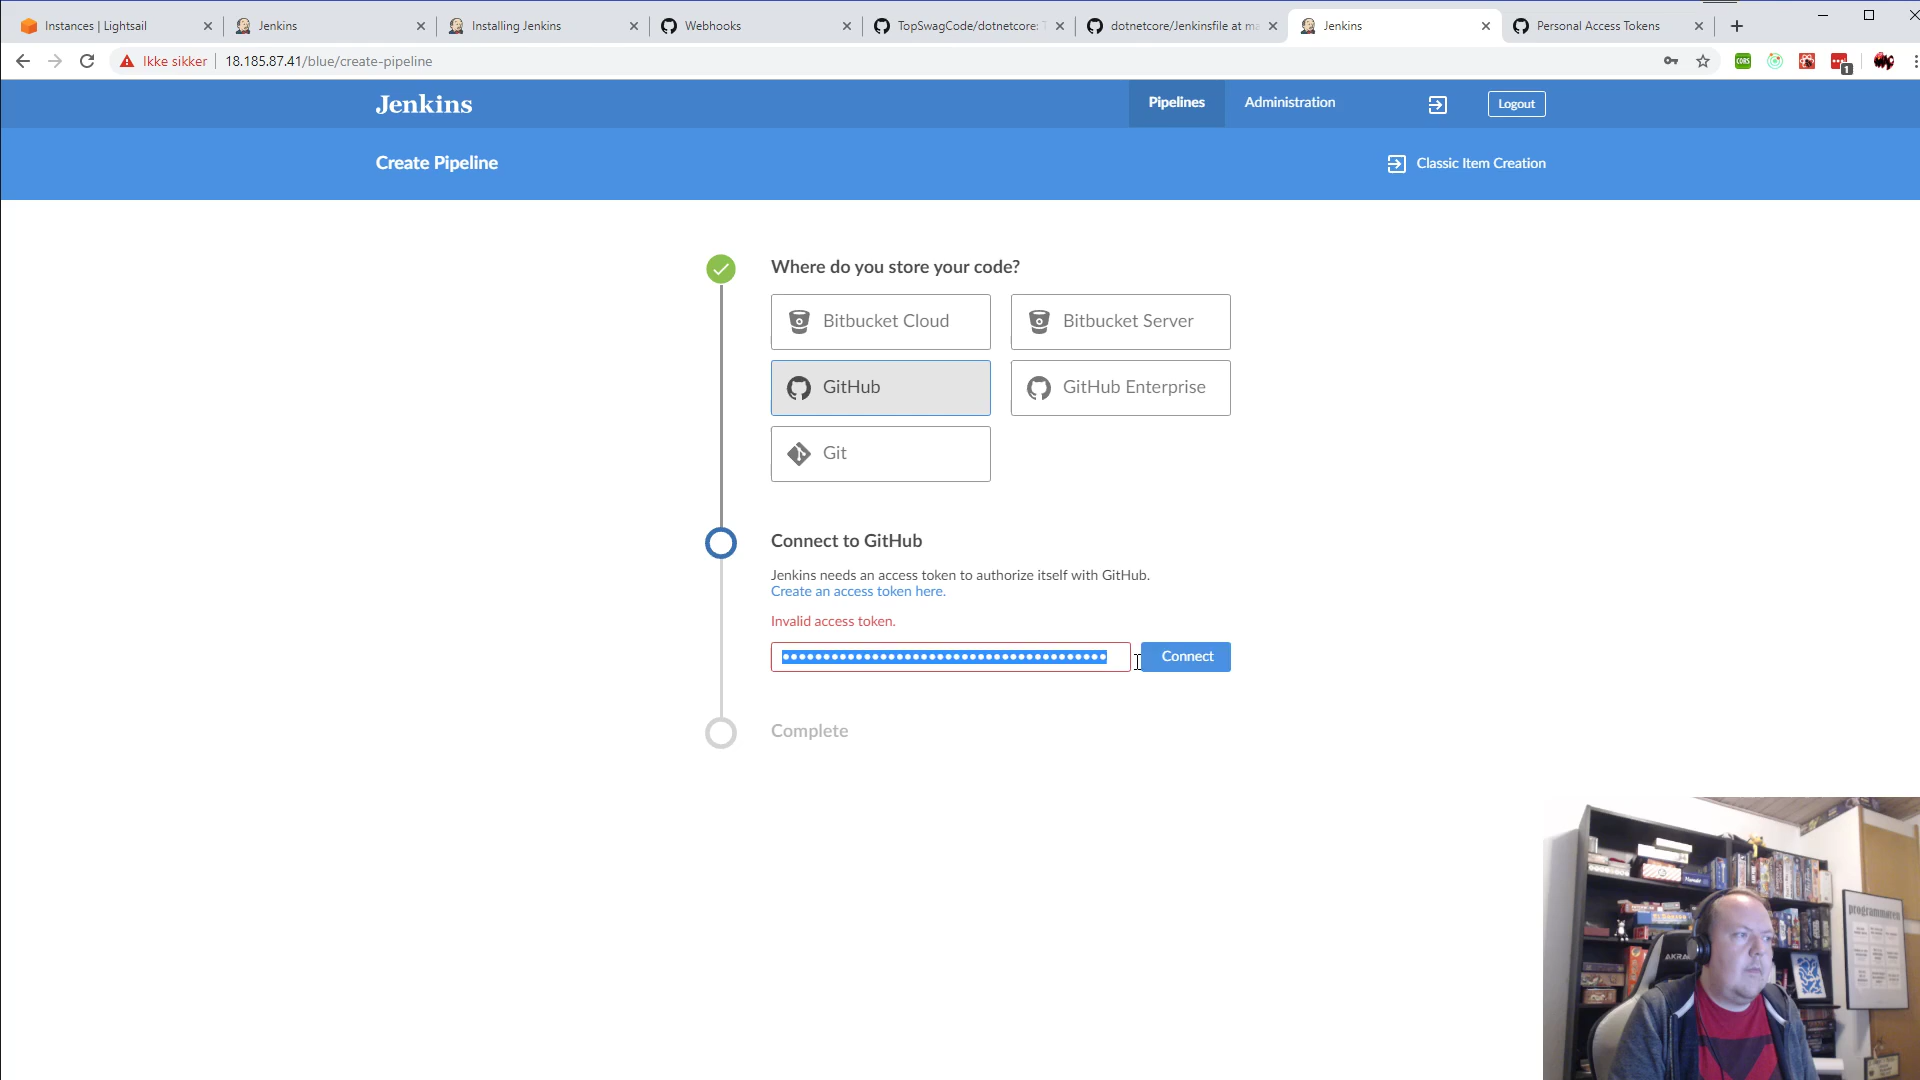 Instances | Lightsail
Jenkins
Installing Jenkins
Webhooks
TopSwagCode/dotnetcore:
dotnetcore/Jenkinsfile at ma
Jenkins
Personal Access Tokens
Ikke sikker
18.185.87.41/blue/create-pipeline
CORS
1
Jenkins
Pipelines
Administration
Logout
Create Pipeline
Classic Item Creation
Where do you store your code?
Bitbucket Cloud
Bitbucket Server
GitHub
GitHub Enterprise
Git
Connect to GitHub
Jenkins needs an access token to authorize itself with GitHub.
Create an access token here.
Invalid access token.
Connect
Complete
programmøren